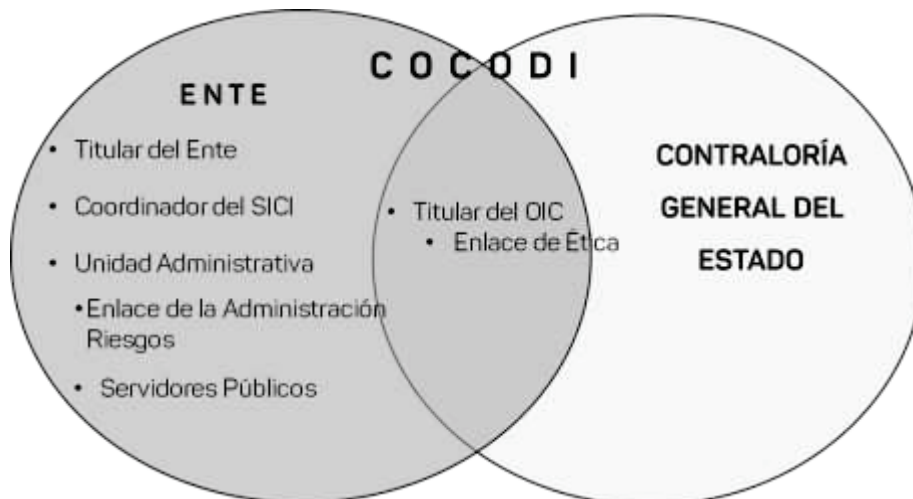 COCODI
ENTE
• Titular del Ente
• Coordinador del SICI
• Unidad Administrativa
•Enlace de la Administración
Riesgos
• Servidores Públicos
• Titular del OIC
• Enlace de Ética
CONTRALORÍA
GENERAL DEL
ESTADO